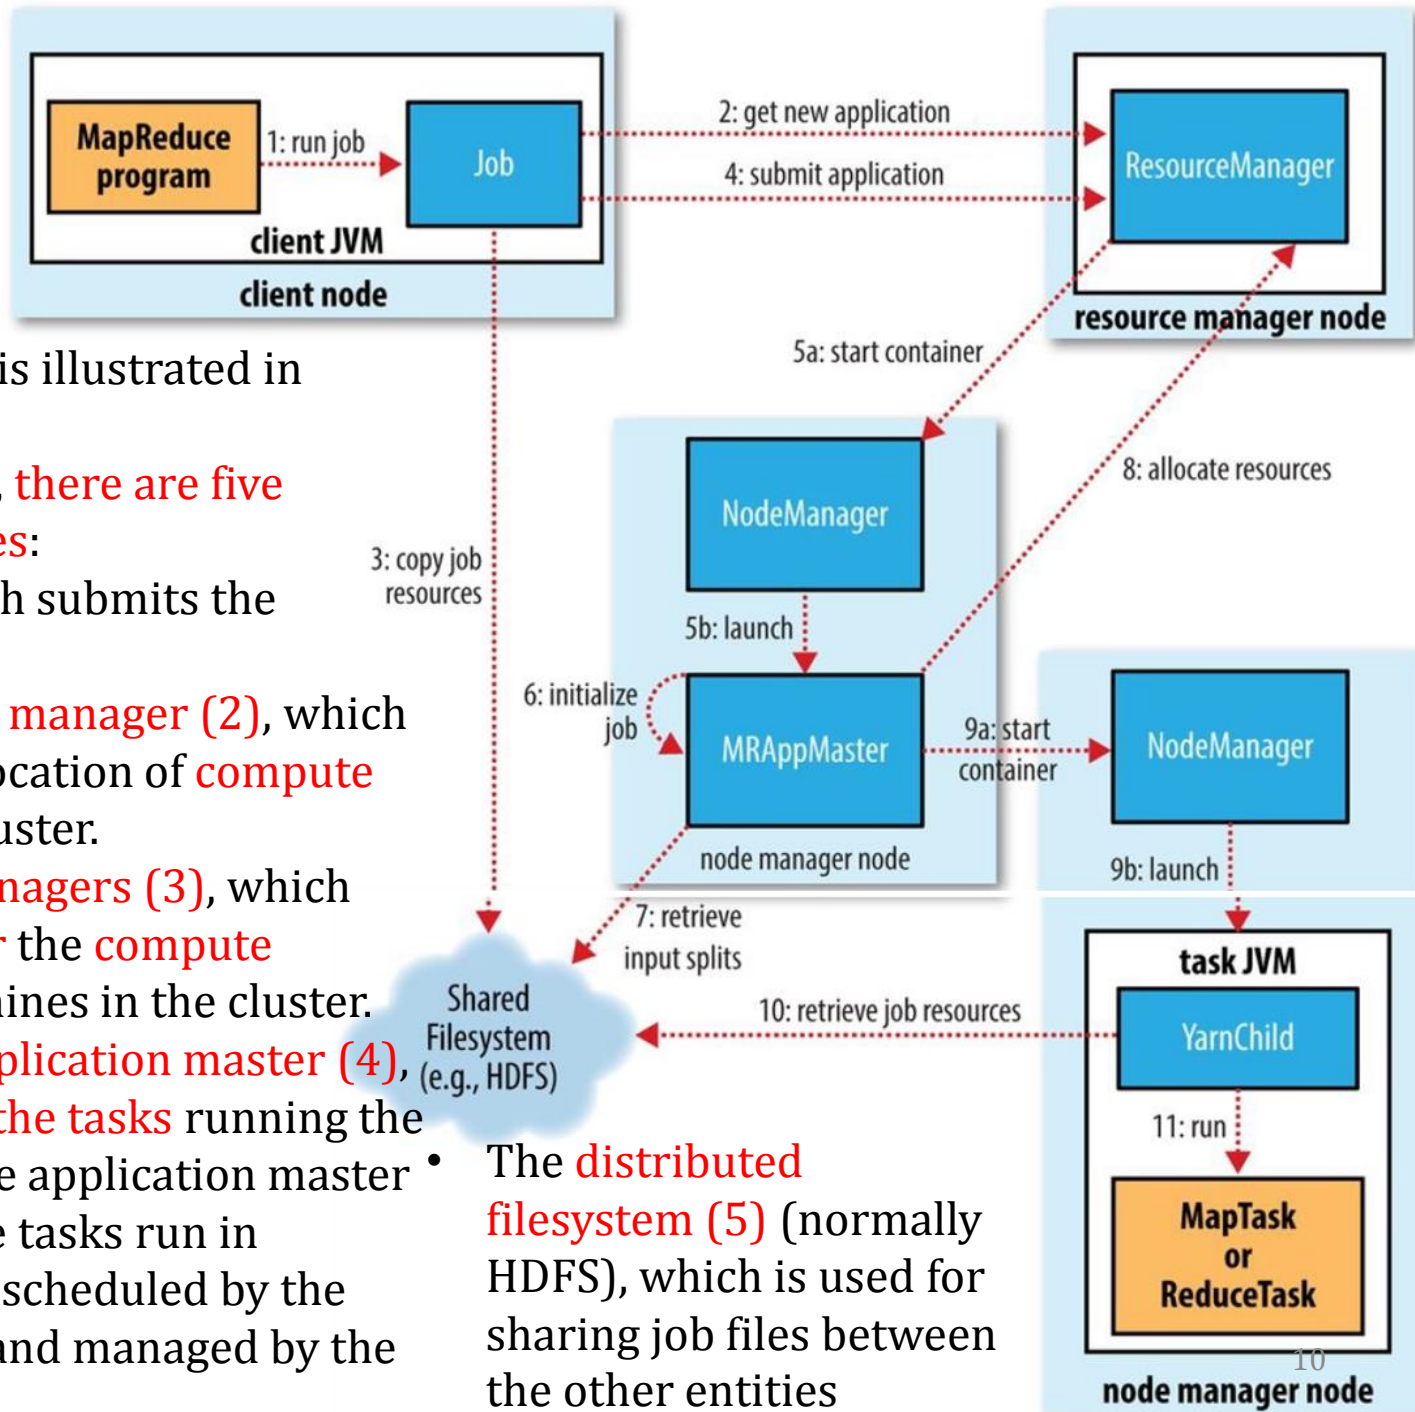 MapReduce
program
1: run job
Job
client JVM
client node
2: get new application
4: submit application
ResourceManager
resource manager node
5a: start container
8: allocate resources
3: copy job
resources
NodeManager
5b: launch
6: initialize
job
MRAppMaster
node manager node
9a: start
container
NodeManager
9b: launch
7: retrieve
input splits
Shared
Filesystem
(e.g., HDFS)
10: retrieve job resources
task JVM
YarnChild
11: run
MapTask
or
ReduceTask
node manager node
is illustrated in
, there are five
es:
h submits the
manager (2), which
ocation of compute
uster.
nagers (3), which
r the compute
ines in the cluster.
plication master (4),
the tasks running the
e application master
e tasks run in
scheduled by the
and managed by the
• The distributed
filesystem (5) (normally
HDFS), which is used for
sharing job files between
the other entities
10